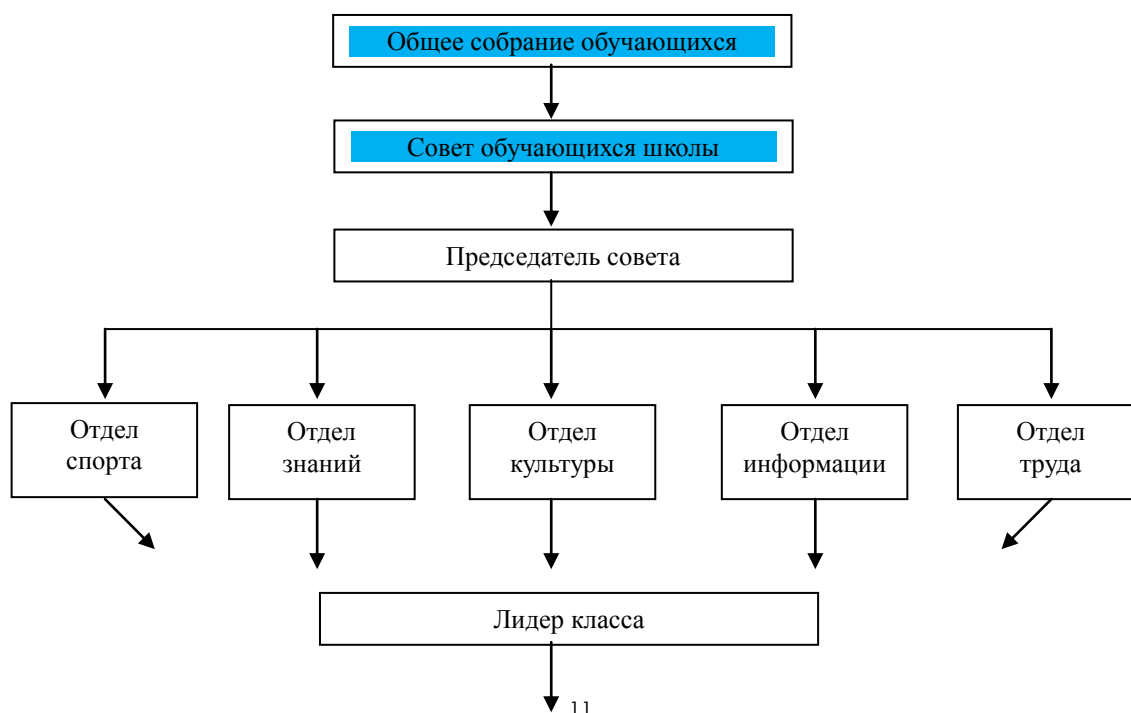 Общее собрание обучающихся
Совет обучающихся школы
Председатель совета
Отдел
спорта
Отдел
знаний
Отдел
культуры
Отдел
информации
Отдел
труда
Лидер класса
11